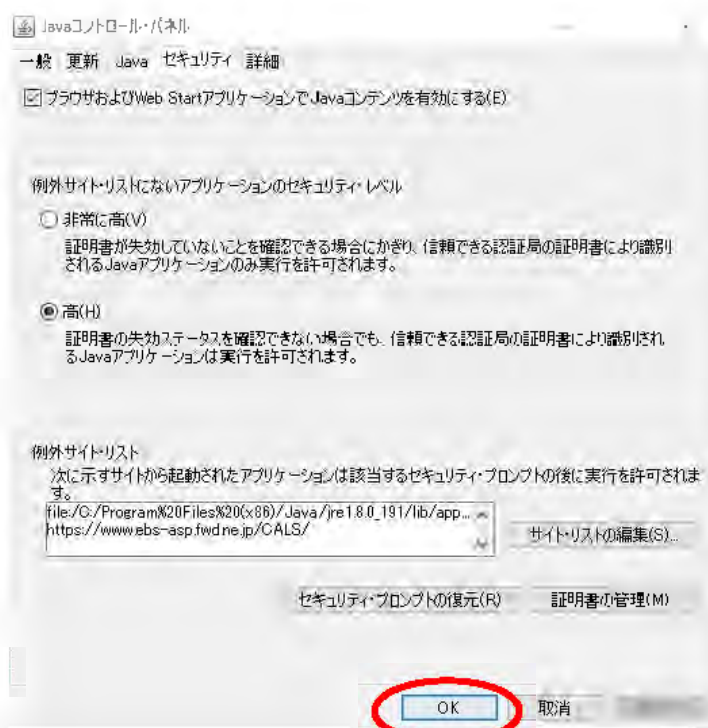 Javaコントロール・パネル
一般 更新 Java セキュリティ 詳細
ブラウザおよびWeb StartアプリケーションでJavaコンテンツを有効にする(E)
例外サイト・リストにないアプリケーションのセキュリティ・レベル
非常に高(V)
証明書が失効していないことを確認できる場合にかぎり、信頼できる認証局の証明書により識別
されるJavaアプリケーションのみ実行を許可されます。
高(H)
証明書の失効ステータスを確認できない場合でも、信頼できる認証局の証明書により識別され
るJavaアプリケーションは実行を許可されます。
例外サイト・リスト
次に示すサイトから起動されたアプリケーションは該当するセキュリティ・プロンプトの後に実行を許可されま
す。
file:/C:/Program%20Files%20(x86)/Java/jre1.8.0_191/lib/app...
https://www.ebs-asp.fwd.ne.jp/CALS/
サイト・リストの編集(S)...
セキュリティ・プロンプトの復元(R) 証明書の管理(M)
OK 取消